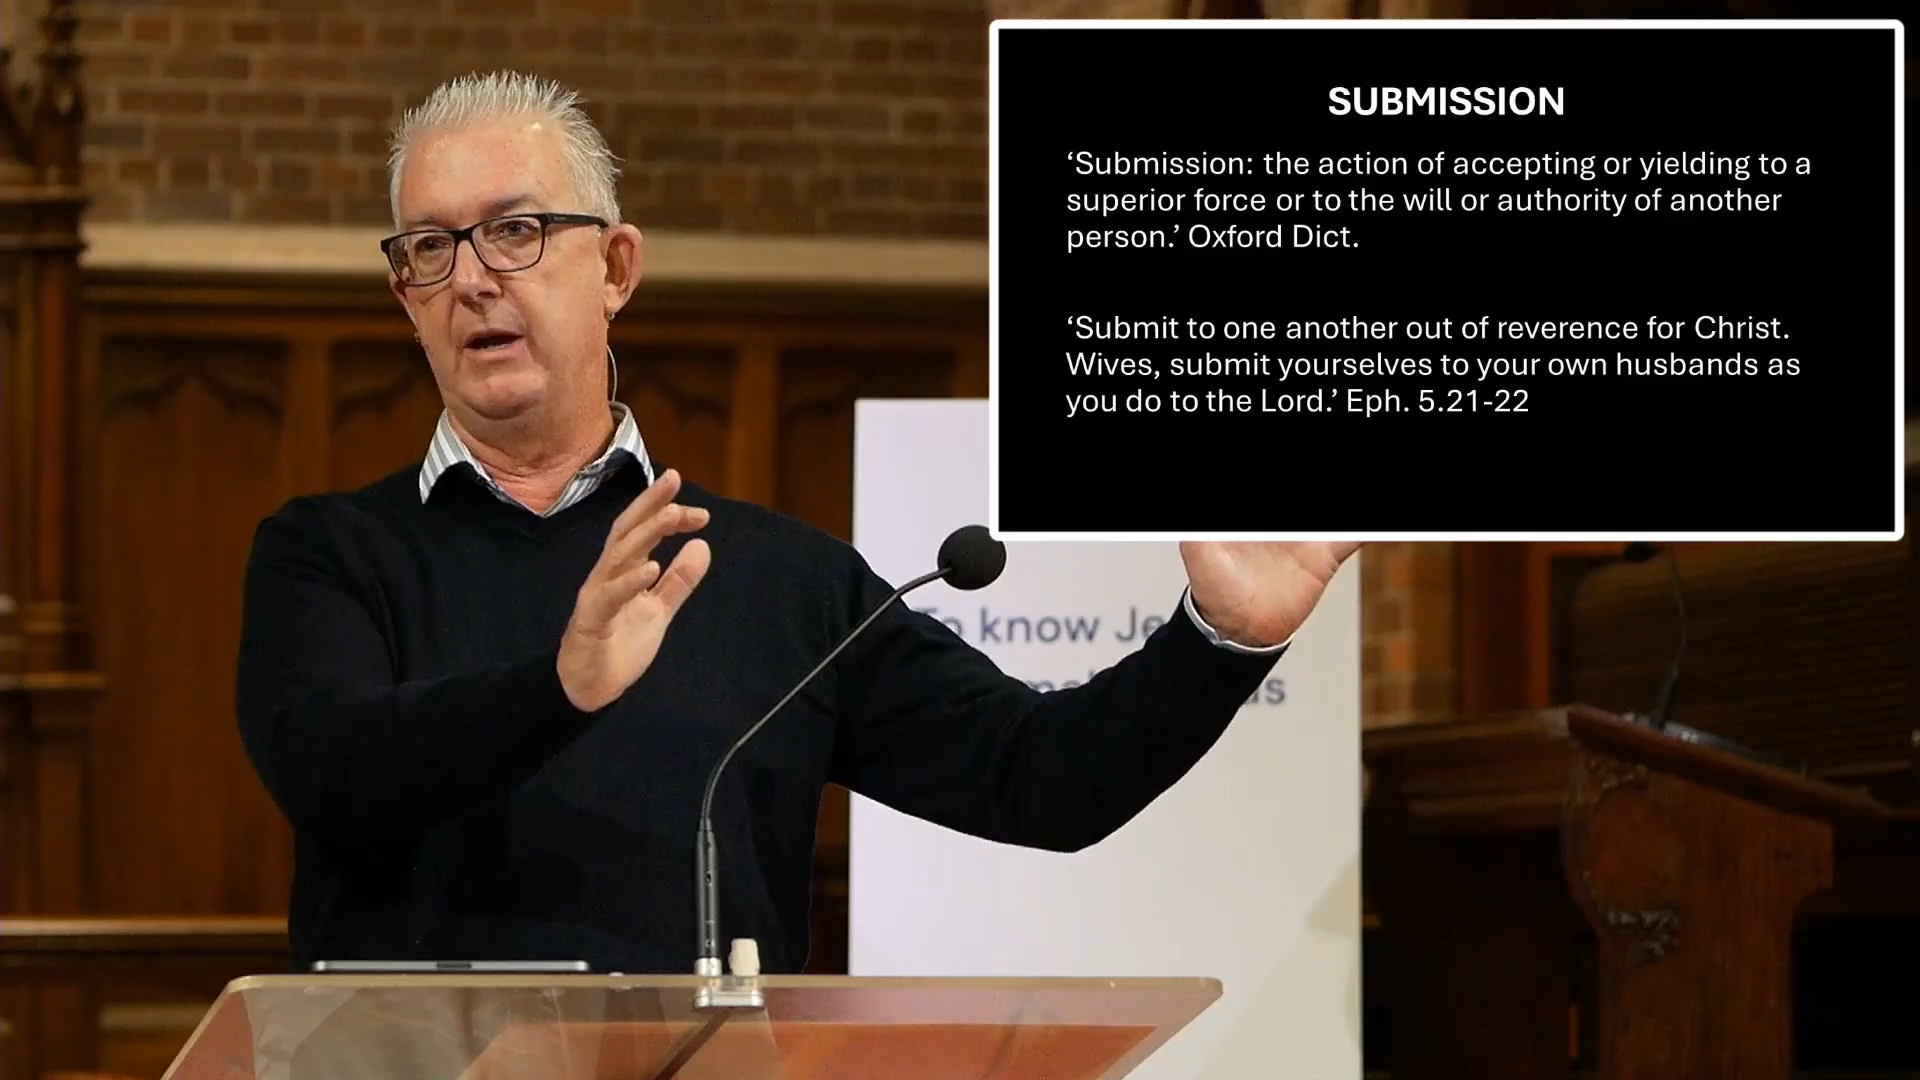 SUBMISSION
‘Submission: the action of accepting or yielding to a
superior force or to the will or authority of another
person.’ Oxford Dict.
‘Submit to one another out of reverence for Christ.
Wives, submit yourselves to your own husbands as
you do to the Lord.’ Eph. 5.21-22
know